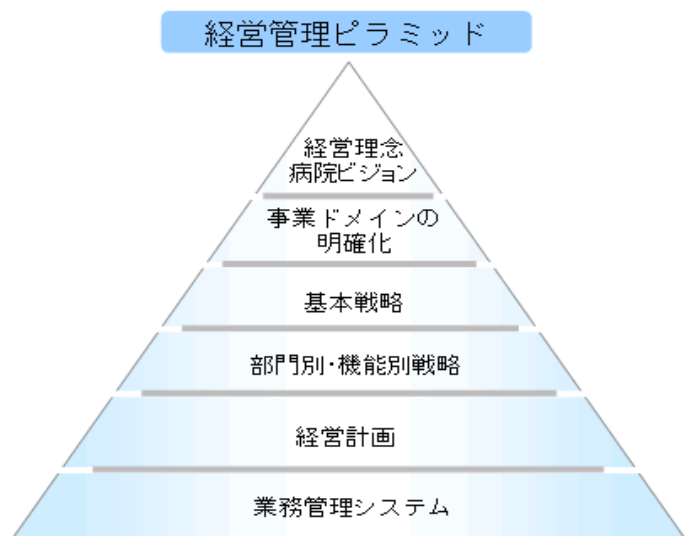 経営管理ピラミッド
経営理念
病院ビジョン
事業ドメインの
明確化
基本戦略
部門別・機能別戦略
経営計画
業務管理システム